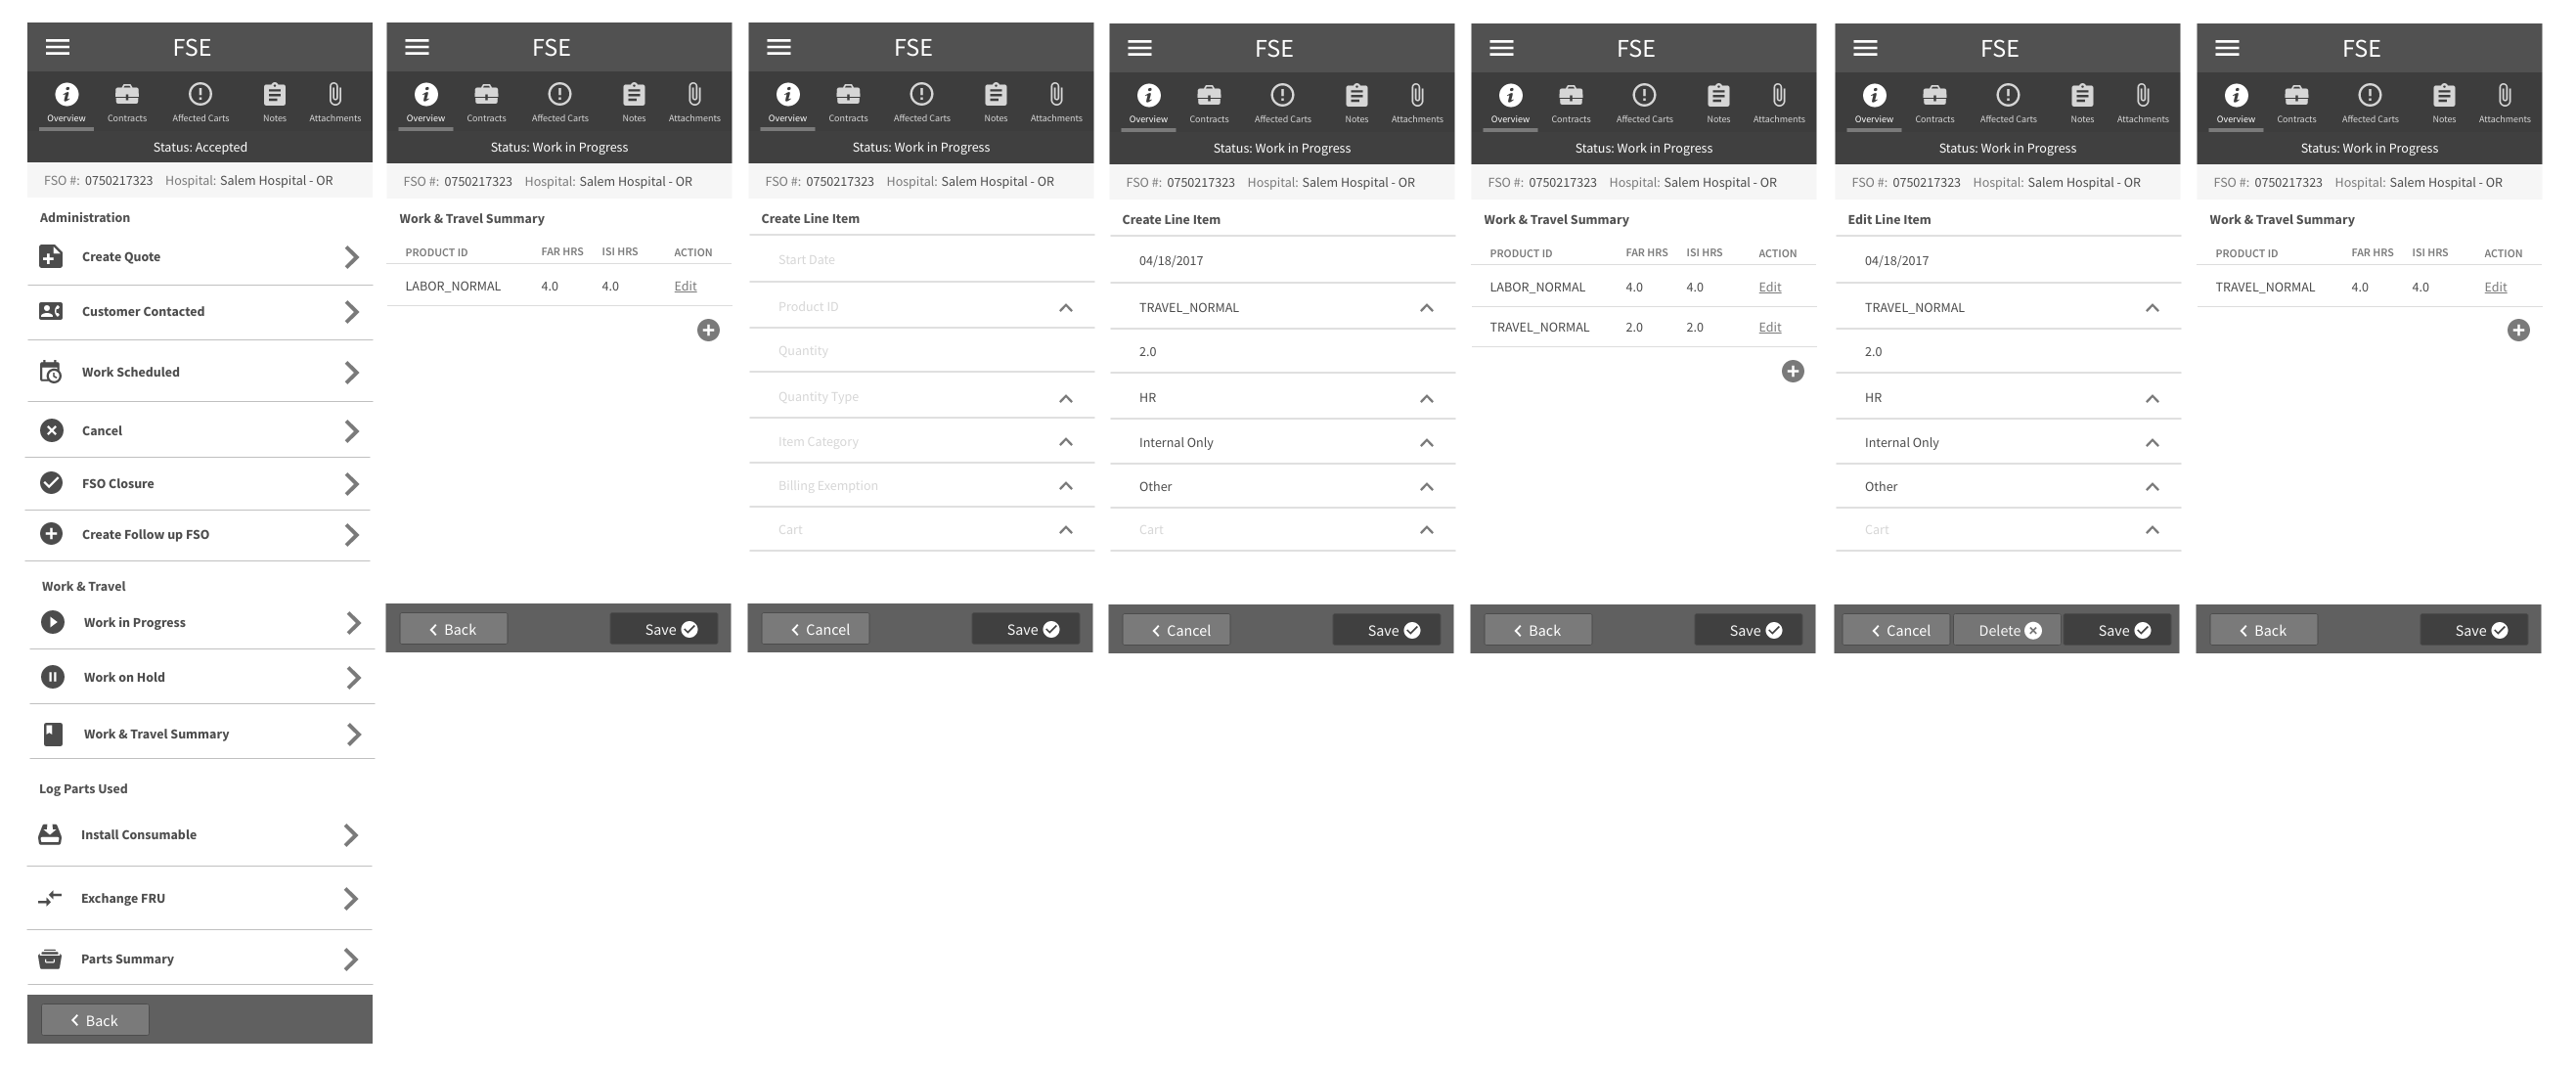 FSE
Overview Contracts Affected Carts Notes Attachments
Status: Accepted
FSO #: 0750217323 Hospital: Salem Hospital - OR
Administration
Create Quote
Customer Contacted
Work Scheduled
Cancel
FSO Closure
Create Follow up FSO
Work & Travel
Work in Progress
Work on Hold
Work & Travel Summary
Log Parts Used
Install Consumable
Exchange FRU
Parts Summary
Back
FSE
Overview Contracts Affected Carts Notes Attachments
Status: Work in Progress
FSO #: 0750217323 Hospital: Salem Hospital - OR
Work & Travel Summary
PRODUCT ID FAR HRS ISI HRS ACTION
LABOR_NORMAL 4.0 4.0 Edit
Back Save
FSE
Overview Contracts Affected Carts Notes Attachments
Status: Work in Progress
FSO #: 0750217323 Hospital: Salem Hospital - OR
Create Line Item
Start Date
Product ID
Quantity
Quantity Type
Item Category
Billing Exemption
Cart
Cancel Save
FSE
Overview Contracts Affected Carts Notes Attachments
Status: Work in Progress
FSO #: 0750217323 Hospital: Salem Hospital - OR
Create Line Item
04/18/2017
TRAVEL_NORMAL
2.0
HR
Internal Only
Other
Cart
Cancel Save
FSE
Overview Contracts Affected Carts Notes Attachments
Status: Work in Progress
FSO #: 0750217323 Hospital: Salem Hospital - OR
Work & Travel Summary
PRODUCT ID FAR HRS ISI HRS ACTION
LABOR_NORMAL 4.0 4.0 Edit
TRAVEL_NORMAL 2.0 2.0 Edit
Back Save
FSE
Overview Contracts Affected Carts Notes Attachments
Status: Work in Progress
FSO #: 0750217323 Hospital: Salem Hospital - OR
Edit Line Item
04/18/2017
TRAVEL_NORMAL
2.0
HR
Internal Only
Other
Cart
Cancel Delete Save
FSE
Overview Contracts Affected Carts Notes Attachments
Status: Work in Progress
FSO #: 0750217323 Hospital: Salem Hospital - OR
Work & Travel Summary
PRODUCT ID FAR HRS ISI HRS ACTION
TRAVEL_NORMAL 4.0 4.0 Edit
Back Save